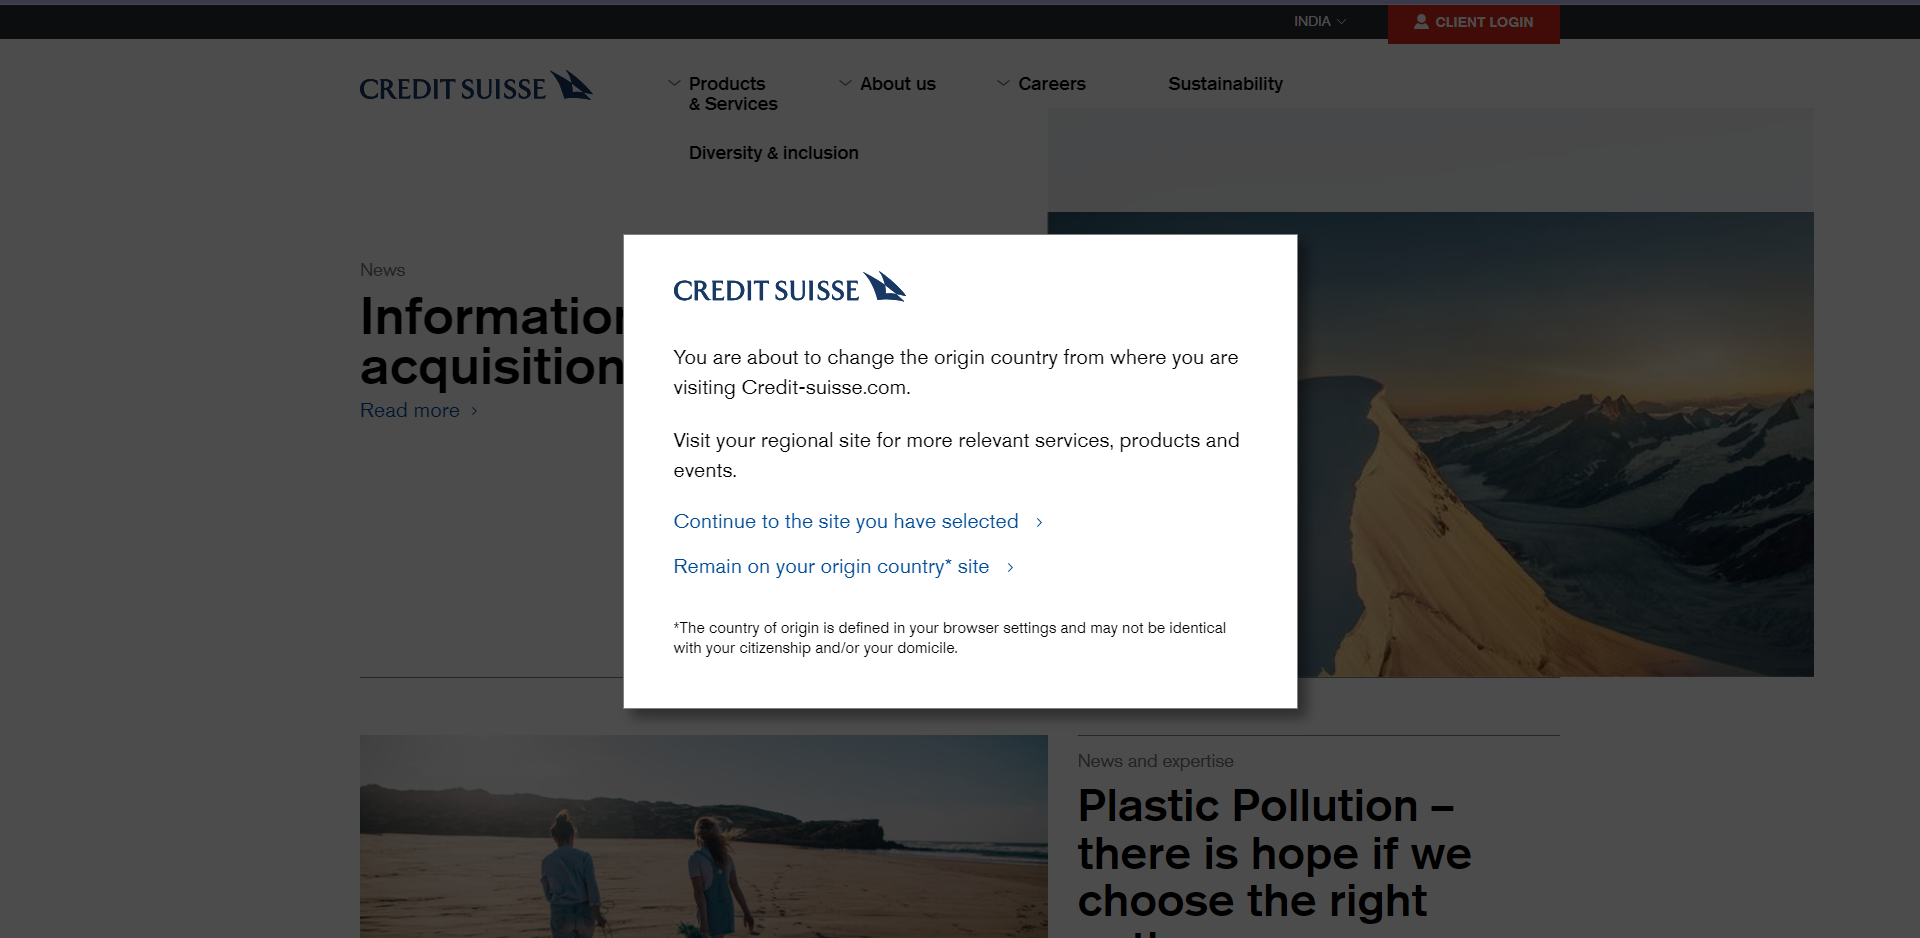 INDIA
CLIENT LOGIN
CREDIT SUISSE
Products
& Services
About us
Careers
Sustainability
Diversity & inclusion
News
Information
acquisition
Read more
CREDIT SUISSE
You are about to change the origin country from where you are
visiting Credit-suisse.com.
Visit your regional site for more relevant services, products and
events.
Continue to the site you have selected
Remain on your origin country* site
*The country of origin is defined in your browser settings and may not be identical
with your citizenship and/or your domicile.
News and expertise
Plastic Pollution –
there is hope if we
choose the right